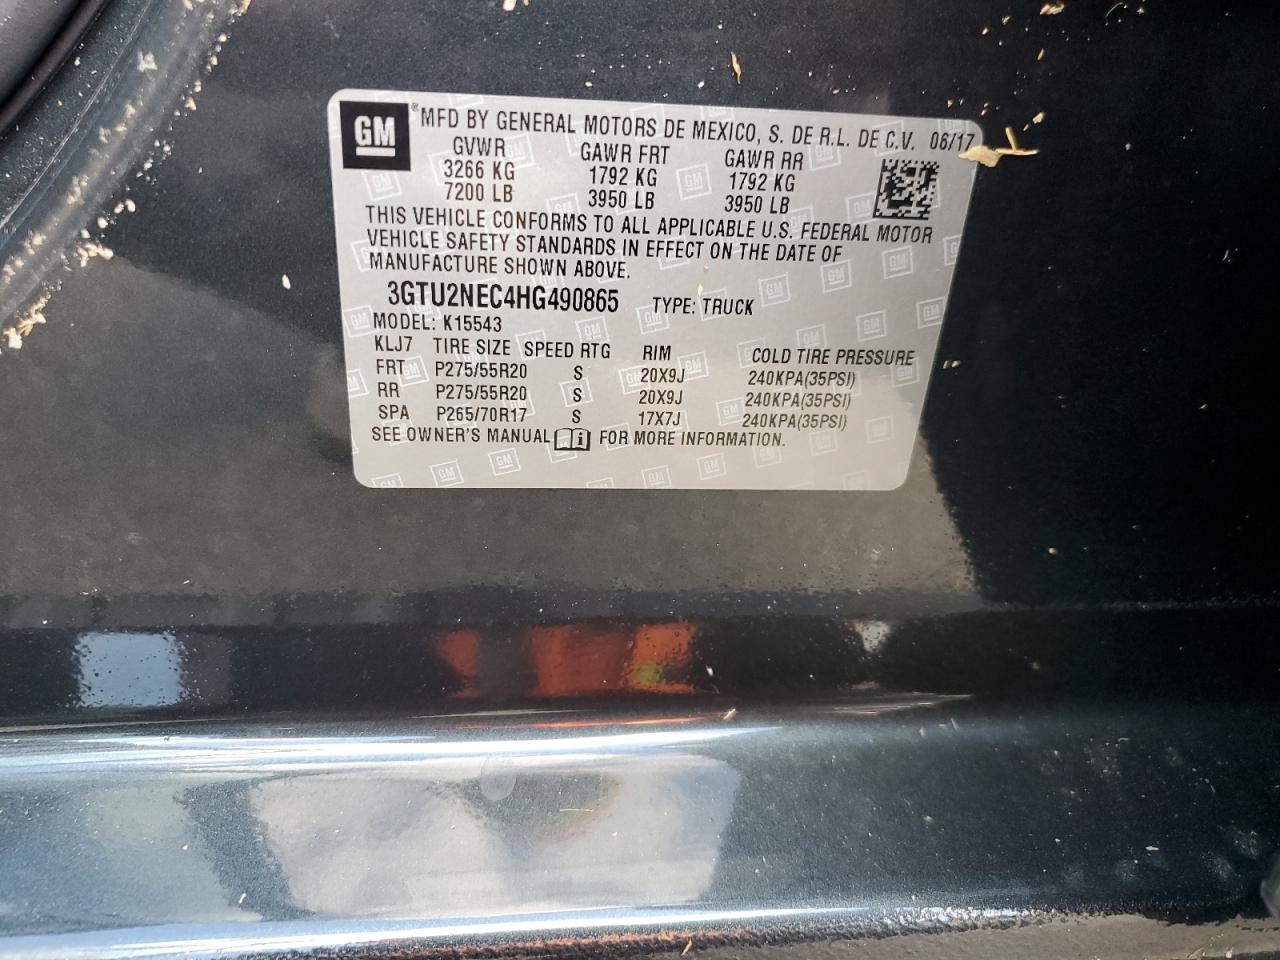 GM ® MFD BY GENERAL MOTORS DE MEXICO, S. DE R.L. DE C.V. 06/17
GVWR GAWR FRT GAWR RR
3266 KG 1792 KG 1792 KG
7200 LB 3950 LB 3950 LB
THIS VEHICLE CONFORMS TO ALL APPLICABLE U.S. FEDERAL MOTOR
VEHICLE SAFETY STANDARDS IN EFFECT ON THE DATE OF
MANUFACTURE SHOWN ABOVE.
3GTU2NEC4HG490865 TYPE: TRUCK
MODEL: K15543
KLJ7 TIRE SIZE SPEED RTG RIM COLD TIRE PRESSURE
FRT P275/55R20 S 20X9J 240KPA(35PSI)
RR P275/55R20 S 20X9J 240KPA(35PSI)
SPA P265/70R17 S 17X7J 240KPA(35PSI)
SEE OWNER'S MANUAL i FOR MORE INFORMATION.